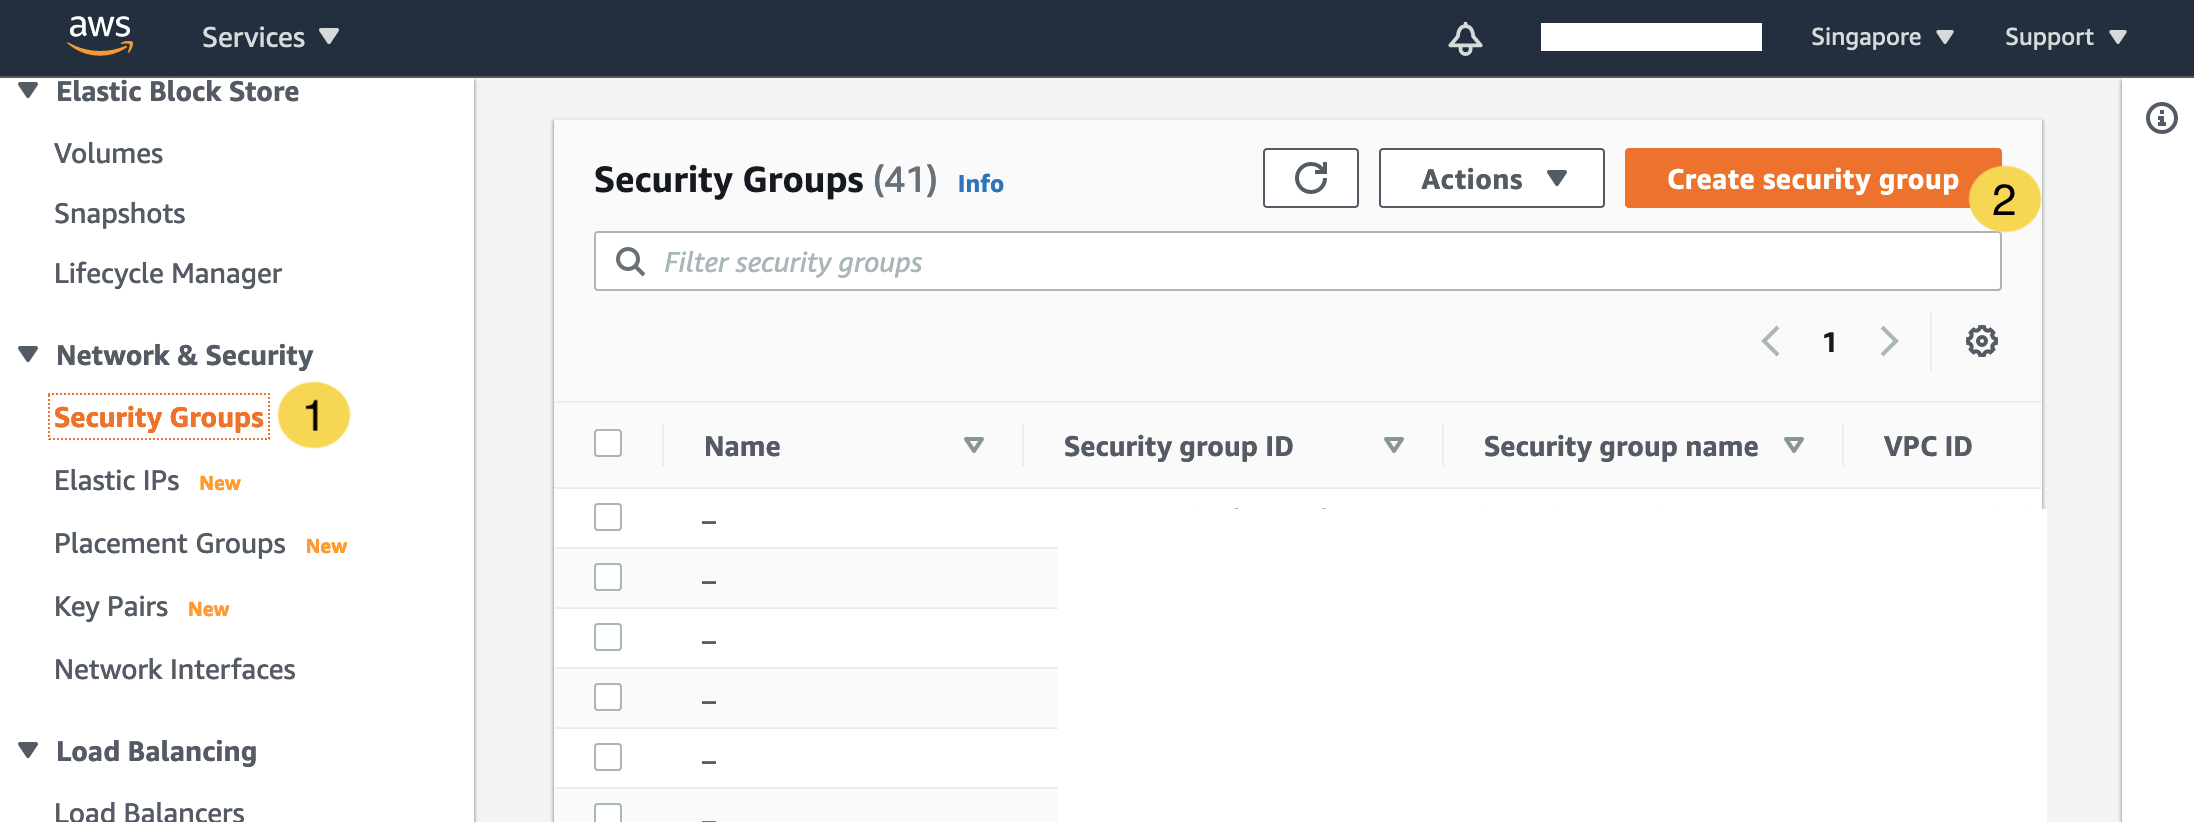 aws Services Singapore Support
Elastic Block Store
Volumes
Snapshots
Lifecycle Manager
Network & Security
Security Groups 1
Elastic IPs New
Placement Groups New
Key Pairs New
Network Interfaces
Load Balancing
Load Balancers
Security Groups (41) Info
Actions
Create security group 2
Filter security groups
1
Name Security group ID Security group name VPC ID
–
–
–
–
–
–